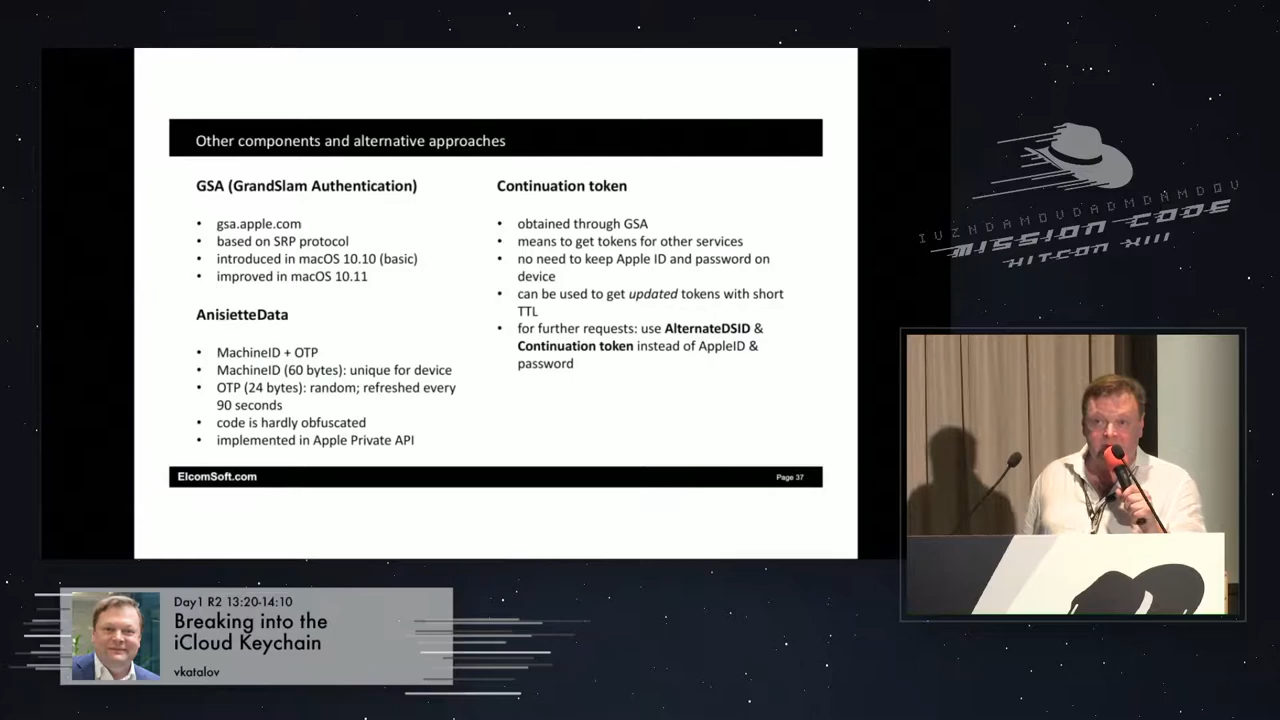 Other components and alternative approaches
GSA (GrandSlam Authentication)
• gsa.apple.com
• based on SRP protocol
• introduced in macOS 10.10 (basic)
• improved in macOS 10.11
AnisietteData
• MachineID + OTP
• MachineID (60 bytes): unique for device
• OTP (24 bytes): random; refreshed every
90 seconds
• code is hardly obfuscated
• implemented in Apple Private API
Continuation token
• obtained through GSA
• means to get tokens for other services
• no need to keep Apple ID and password on
device
• can be used to get updated tokens with short
TTL
• for further requests: use AlternateDSID &
Continuation token instead of AppleID &
password
ElcomSoft.com
Page 37
IVZNDAMOVDADMDNMDQV
MISSION CODE
HITCON XIII
Day1 R2 13:20-14:10
Breaking into the
iCloud Keychain
vkatalov